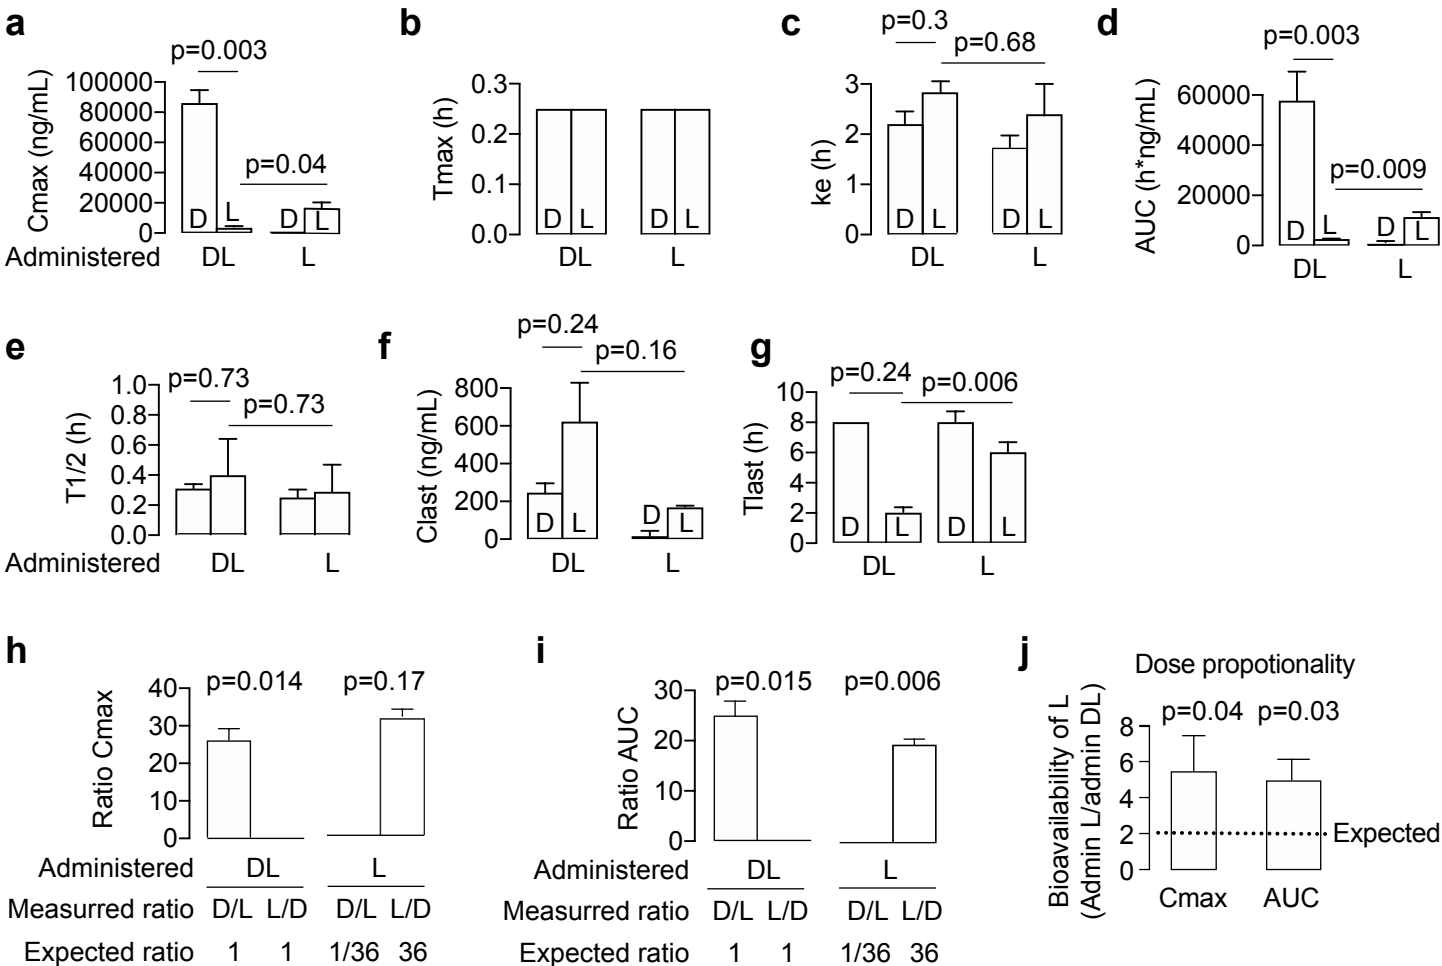 a
p=0.003
Cmax (ng/mL)
100000
80000
60000
40000
20000
0
p=0.04
D L D L
Administered DL L
b
Tmax (h)
0.3
0.2
0.1
0.0
D L D L
DL L
c
p=0.3
p=0.68
ke (h)
3
2
1
0
D L D L
DL L
d
p=0.003
AUC (h*ng/mL)
60000
40000
20000
0
p=0.009
D L D L
DL L
e
T1/2 (h)
1.0
0.8
0.6
0.4
0.2
0.0
p=0.73
p=0.73
Administered DL L
f
p=0.24
p=0.16
Clast (ng/mL)
800
600
400
200
0
D L D L
DL L
g
p=0.24 p=0.006
Tlast (h)
10
8
6
4
2
0
D L D L
DL L
h
Ratio Cmax
40
30
20
10
0
p=0.014 p=0.17
Administered DL L
Measurred ratio D/L L/D D/L L/D
Expected ratio 1 1 1/36 36
i
Ratio AUC
30
20
10
0
p=0.015 p=0.006
Administered DL L
Measurred ratio D/L L/D D/L L/D
Expected ratio 1 1 1/36 36
j
Dose propotionality
Bioavailability of L
(Admin L/admin DL)
p=0.04 p=0.03
8
6
4
2
0
Expected
Cmax AUC